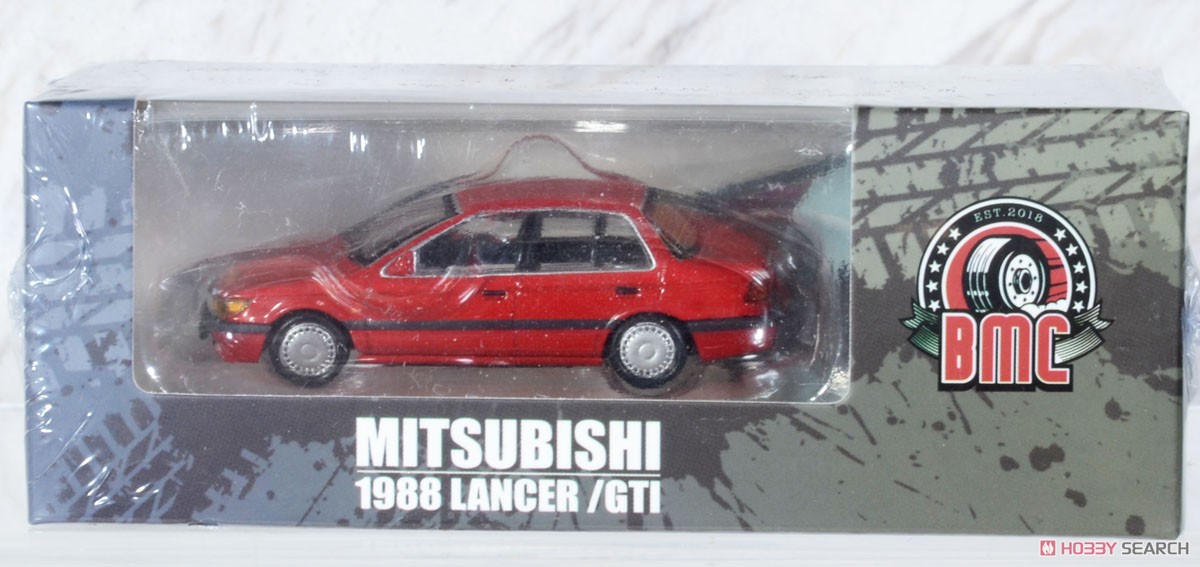 EST.2018
BMC
MITSUBISHI
1988 LANCER /GTI
HOBBY SEARCH